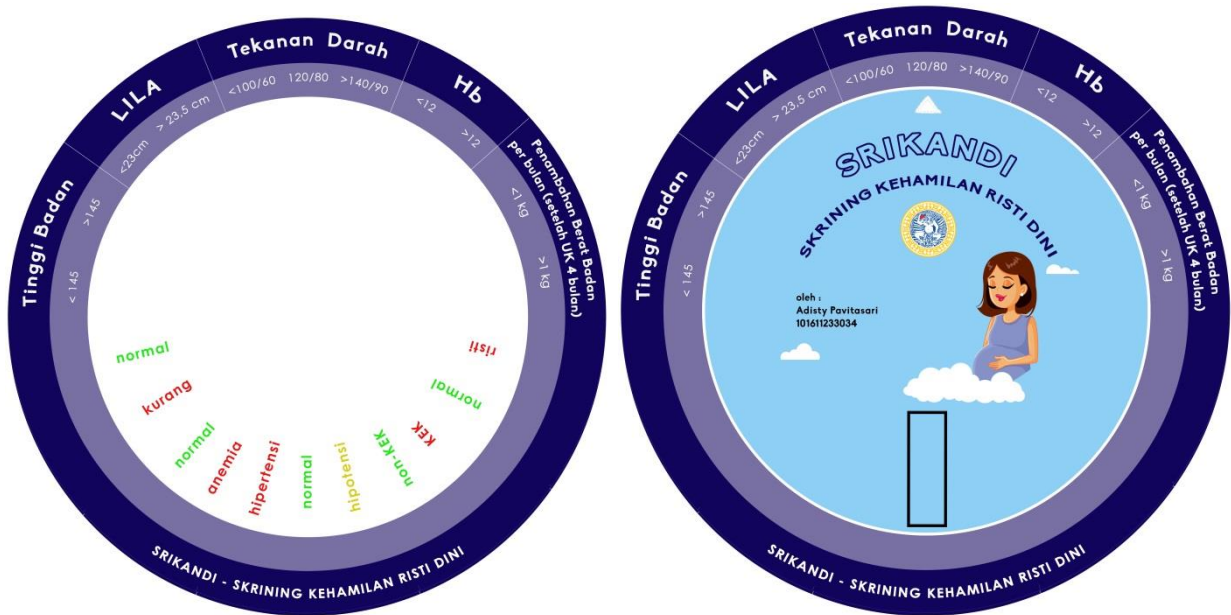 Tinggi Badan
LILA
Tekanan Darah
Hb
Penambahan Berat Badan
per bulan (setelah UK 4 bulan)
< 145
>145
<23cm
> 23,5 cm
<100/60
120/80
>140/90
<12
>12
<1 kg
>1 kg
normal
kurang
normal
anemia
hipertensi
normal
hipotensi
non-KEK
KEK
normal
risti
SRIKANDI - SKRINING KEHAMILAN RISTI DINI
Tinggi Badan
LILA
Tekanan Darah
Hb
Penambahan Berat Badan
per bulan (setelah UK 4 bulan)
< 145
>145
<23cm
> 23,5 cm
<100/60
120/80
>140/90
<12
>12
<1 kg
>1 kg
SRIKANDI
SKRINING KEHAMILAN RISTI DINI
oleh :
Adisty Pavitasari
101611233034
SRIKANDI - SKRINING KEHAMILAN RISTI DINI